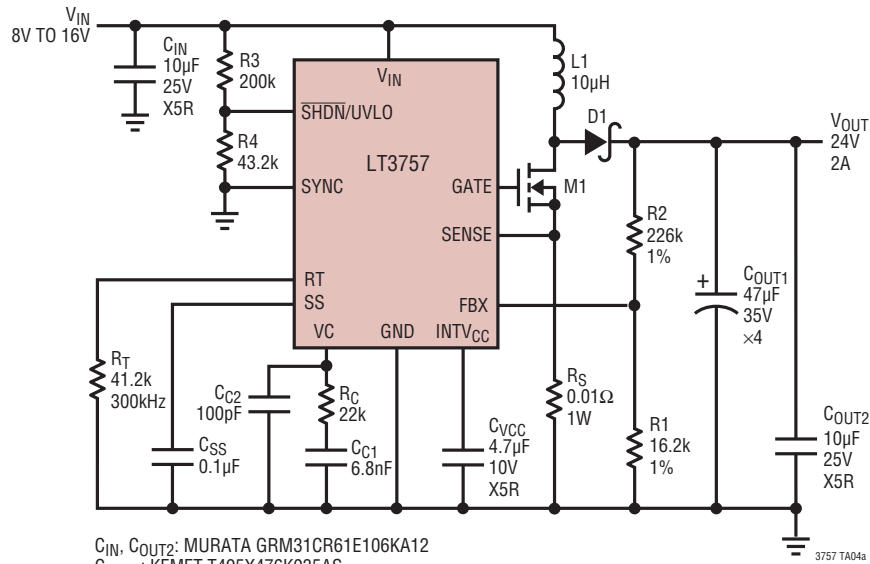 VIN
8V TO 16V
CIN
10µF
25V
X5R
R3
200k
R4
43.2k
VIN
SHDN/UVLO
LT3757
SYNC
GATE
SENSE
RT
SS
FBX
VC
GND
INTVCC
L1
10µH
D1
M1
VOUT
24V
2A
R2
226k
1%
COUT1
47µF
35V
×4
+
RT
41.2k
300kHz
CSS
0.1µF
CC2
100pF
RC
22k
CC1
6.8nF
CVCC
4.7µF
10V
X5R
RS
0.01Ω
1W
R1
16.2k
1%
COUT2
10µF
25V
X5R
CIN, COUT2: MURATA GRM31CR61E106KA12
3757 TA04a